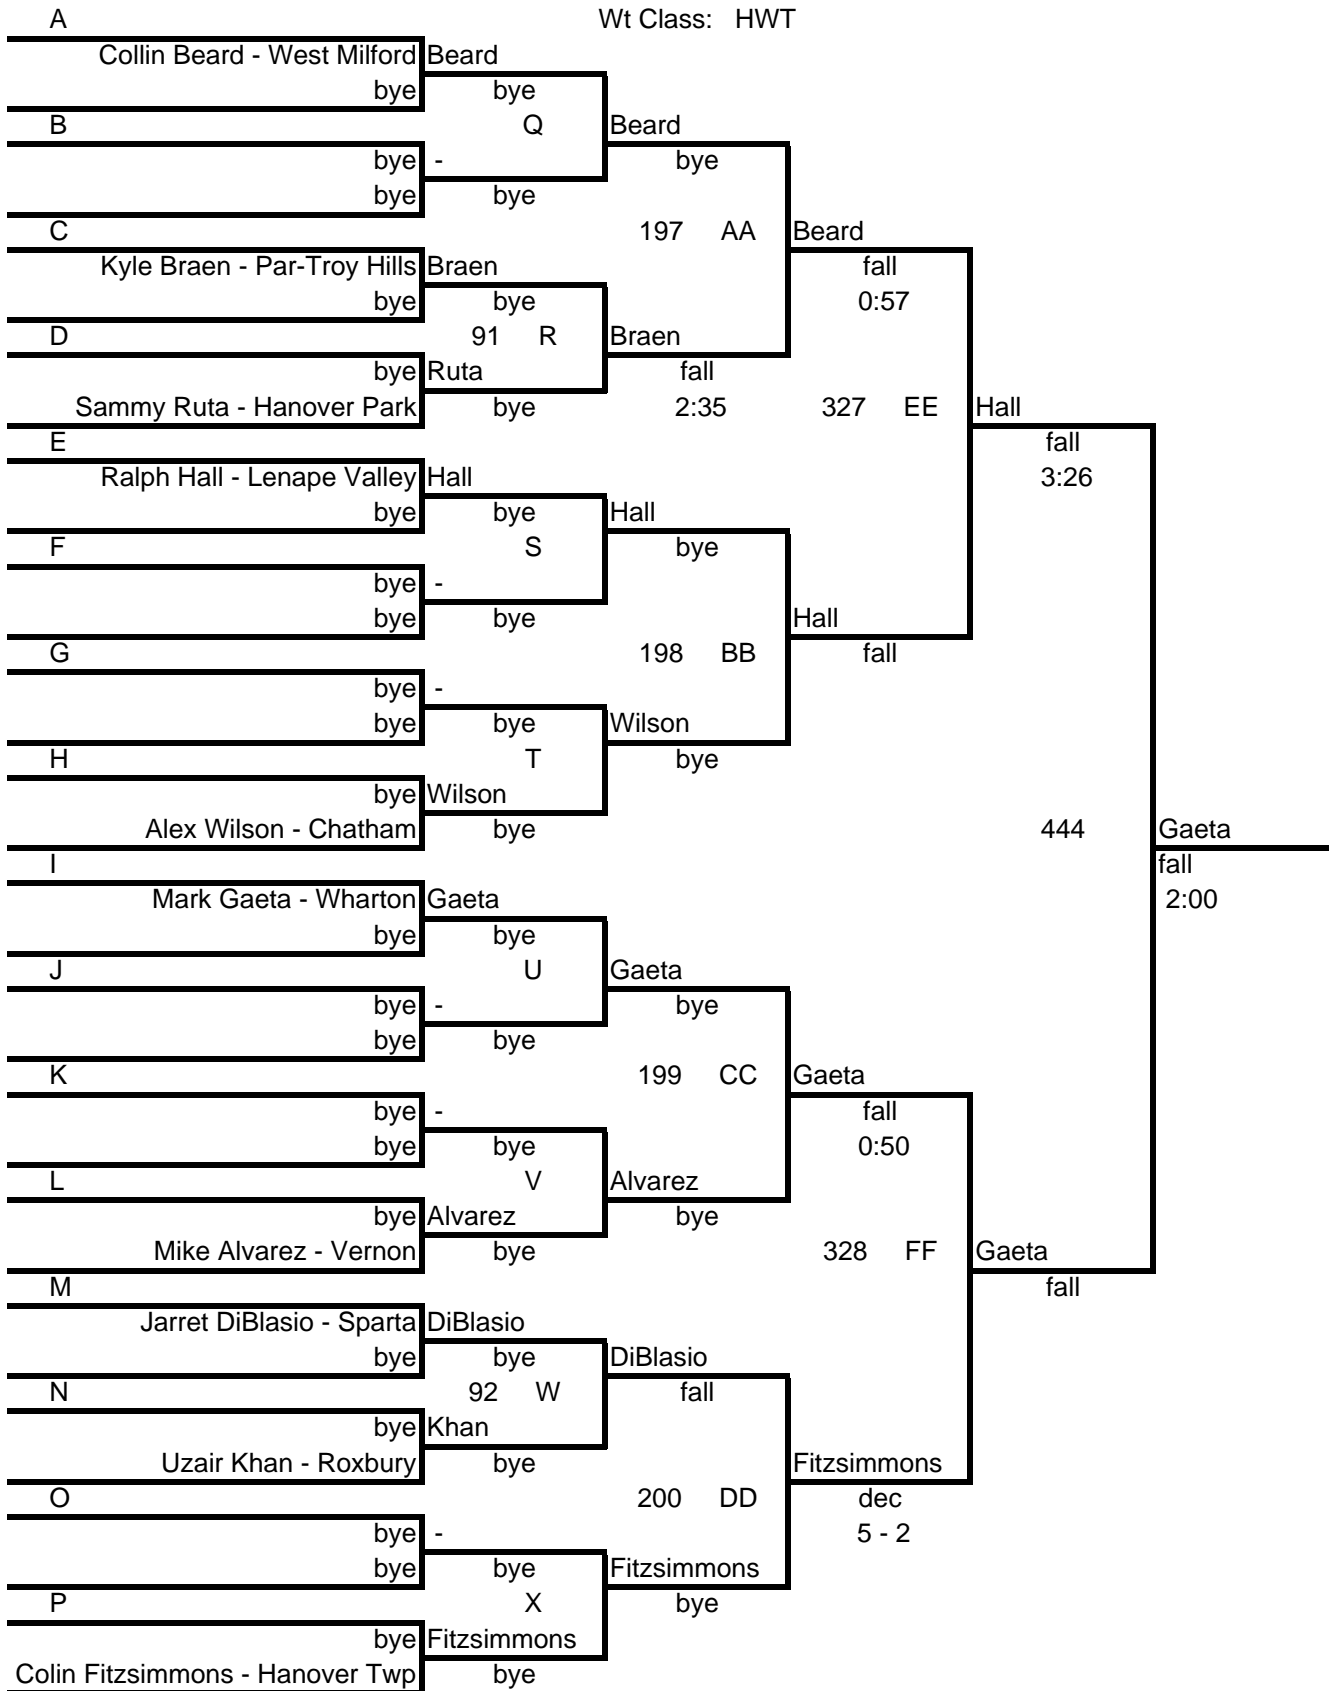 A Wt Class: HWT
Collin Beard - West Milford Beard
bye bye
B Q Beard
bye - bye
bye bye
C 197 AA Beard
Kyle Braen - Par-Troy Hills Braen fall
bye bye 0:57
D 91 R Braen
bye Ruta fall
Sammy Ruta - Hanover Park bye 2:35 327 EE Hall
E fall
Ralph Hall - Lenape Valley Hall 3:26
bye bye Hall
F S bye
bye -
bye bye Hall
G 198 BB fall
bye -
bye bye Wilson
H T bye
bye Wilson
Alex Wilson - Chatham bye 444 Gaeta
I fall
Mark Gaeta - Wharton Gaeta 2:00
bye bye
J U Gaeta
bye - bye
bye bye
K 199 CC Gaeta
bye - fall
bye bye 0:50
L V Alvarez
bye Alvarez bye
Mike Alvarez - Vernon bye 328 FF Gaeta
M fall
Jarret DiBlasio - Sparta DiBlasio
bye bye DiBlasio
N 92 W fall
bye Khan
Uzair Khan - Roxbury bye Fitzsimmons
O 200 DD dec
bye - 5 - 2
bye bye Fitzsimmons
P X bye
bye Fitzsimmons
Colin Fitzsimmons - Hanover Twp bye